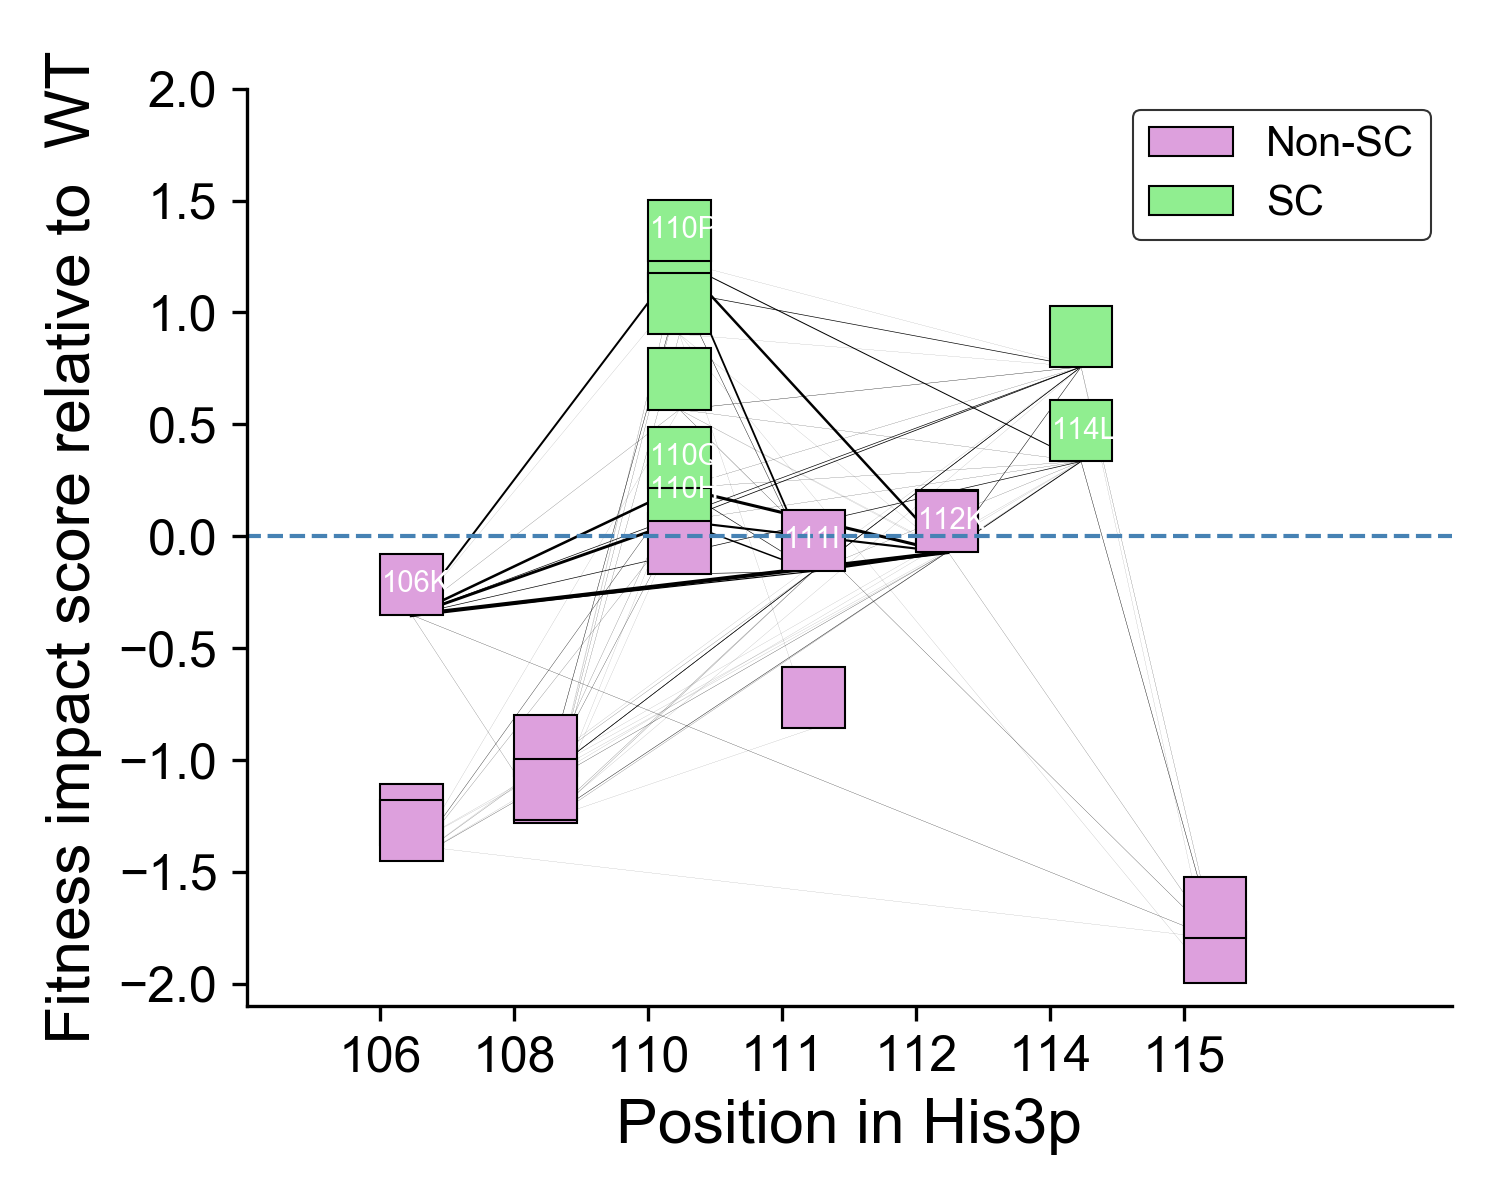 Fitness impact score relative to WT
2.0
1.5
1.0
0.5
0.0
−0.5
−1.0
−1.5
−2.0
Non-SC
SC
110P
114L
110Q
110H
112K
111I
106K
106
108
110
111
112
114
115
Position in His3p